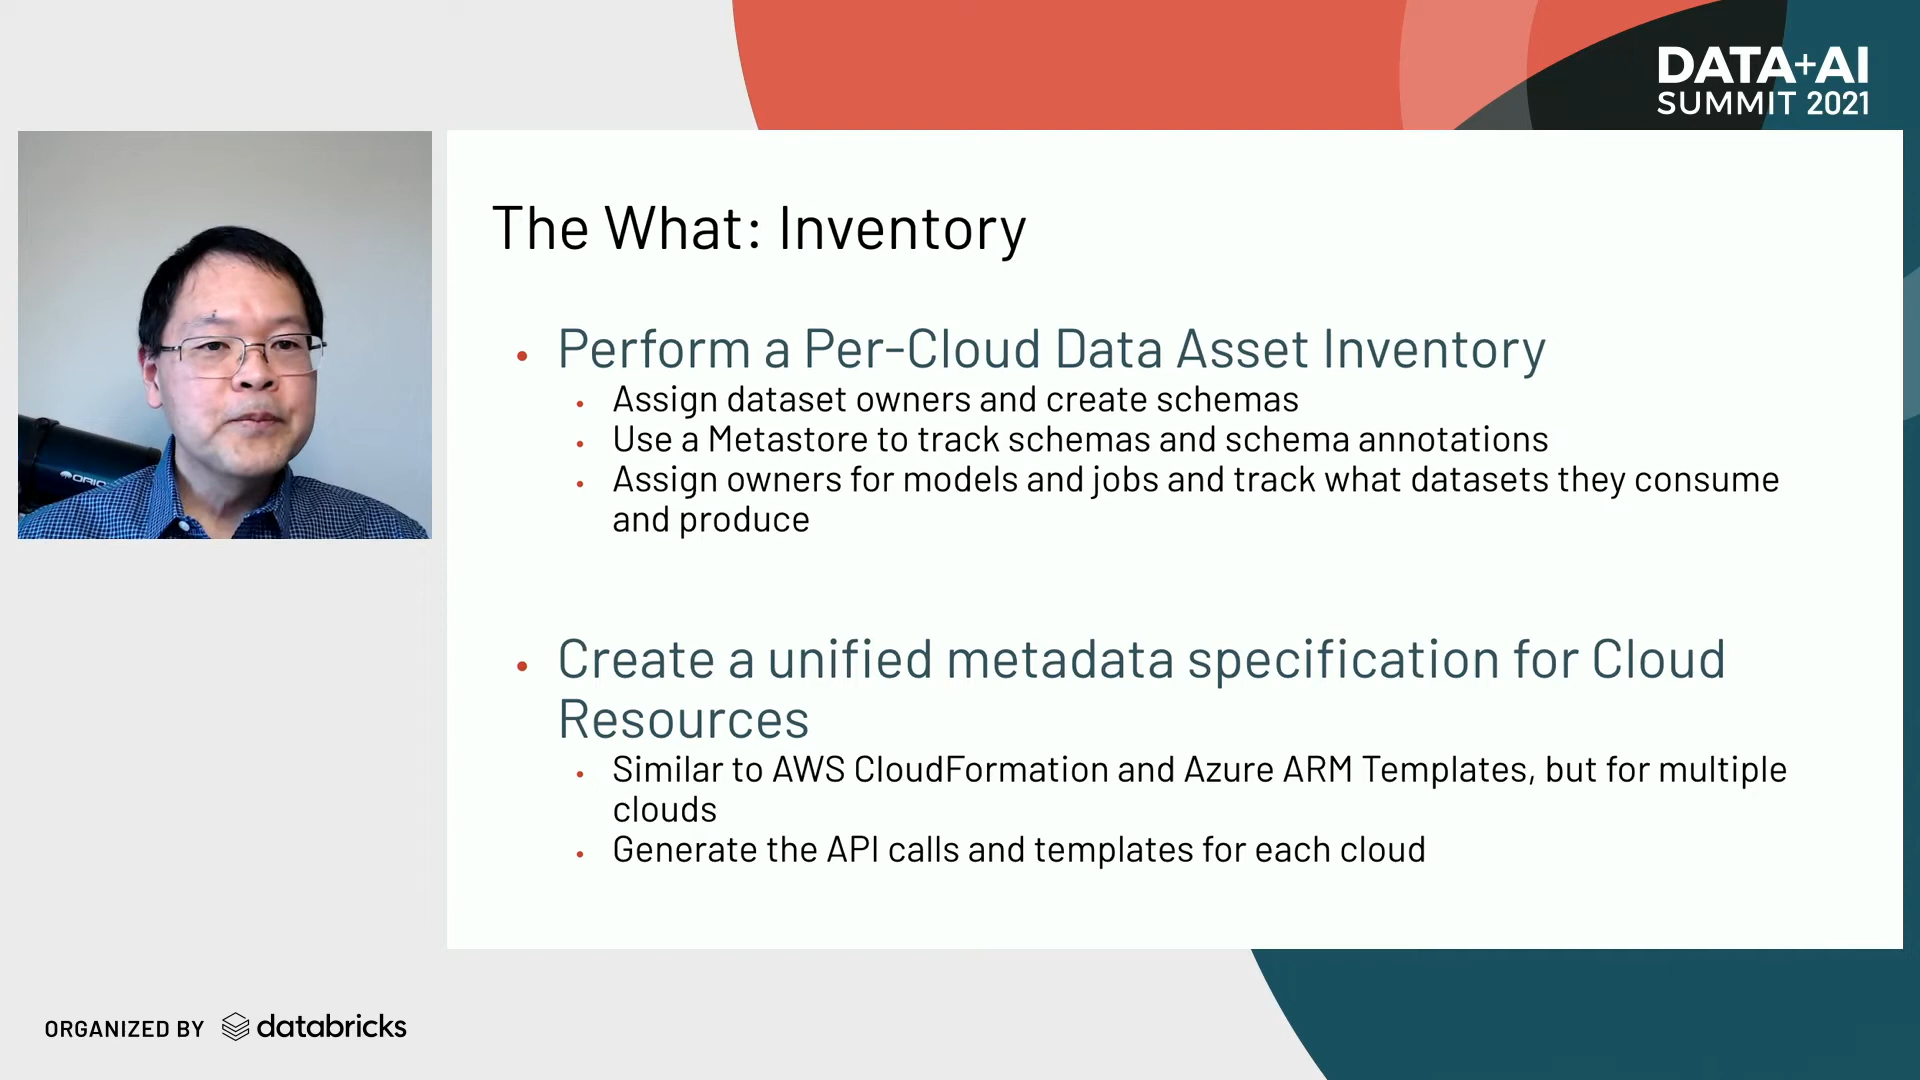 DATA+AI
SUMMIT 2021
The What: Inventory
• Perform a Per-Cloud Data Asset Inventory
• Assign dataset owners and create schemas
• Use a Metastore to track schemas and schema annotations
• Assign owners for models and jobs and track what datasets they consume
and produce
• Create a unified metadata specification for Cloud
Resources
• Similar to AWS CloudFormation and Azure ARM Templates, but for multiple
clouds
• Generate the API calls and templates for each cloud
ORGANIZED BY databricks